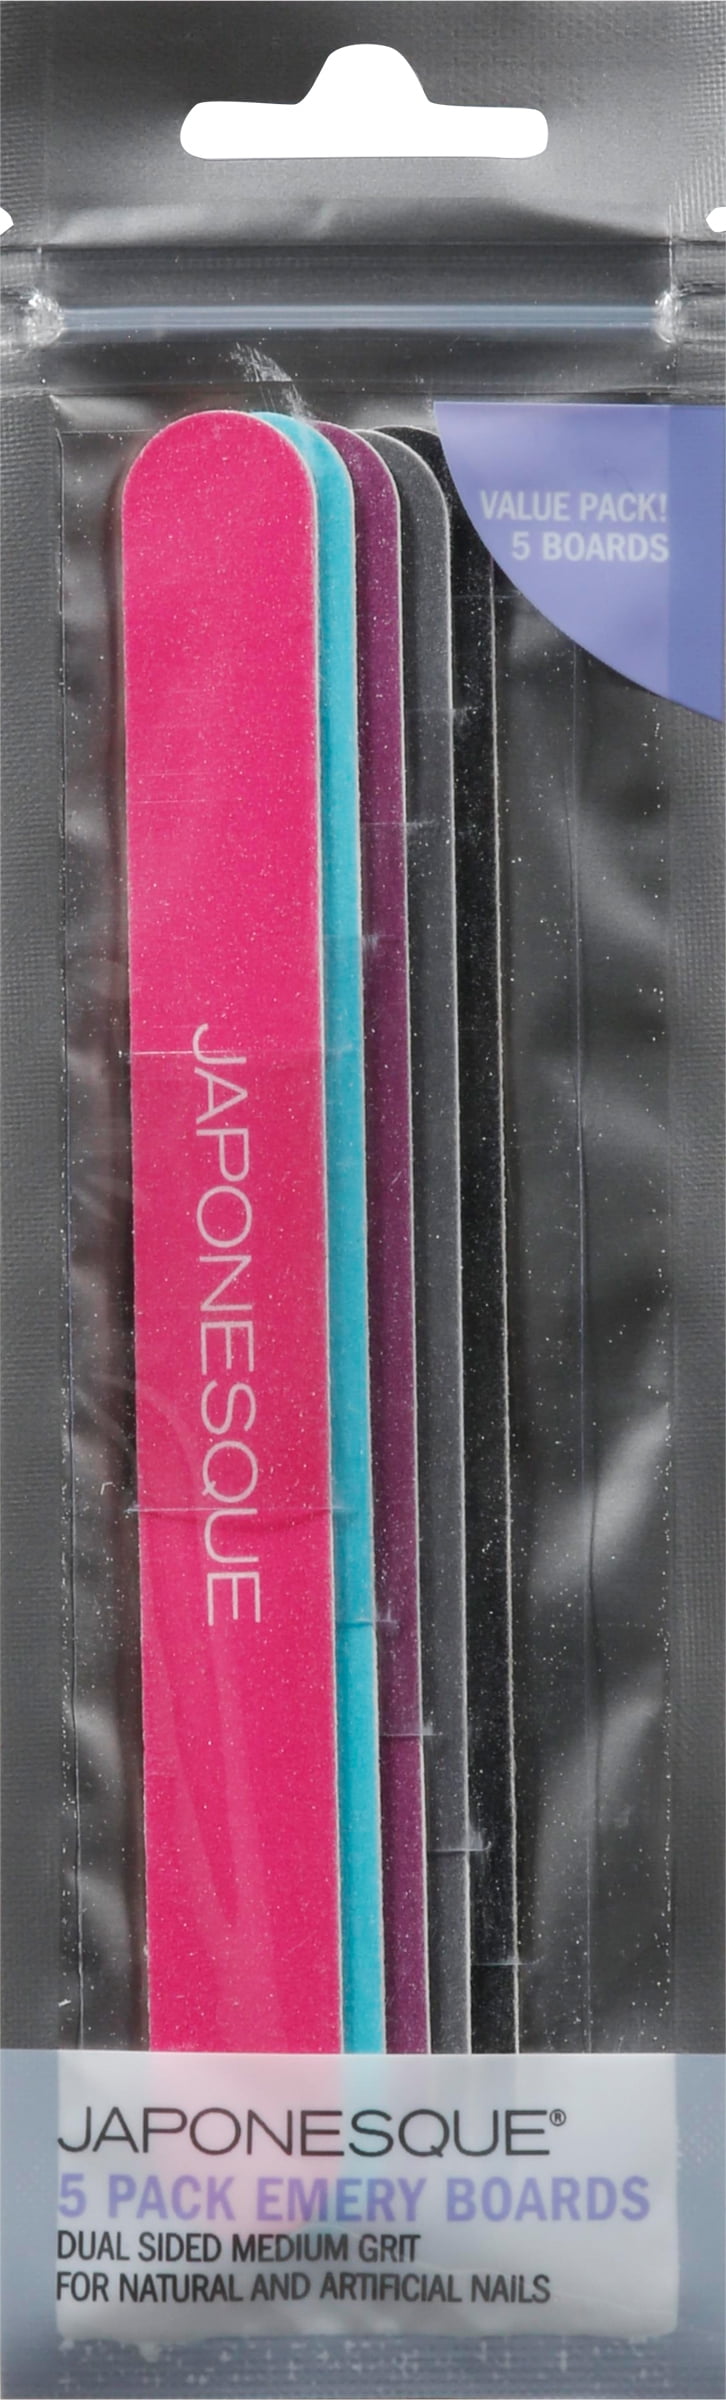 VALUE PACK!
5 BOARDS
JAPONESQUE
JAPONESQUE®
5 PACK EMERY BOARDS
DUAL SIDED MEDIUM GRIT
FOR NATURAL AND ARTIFICIAL NAILS